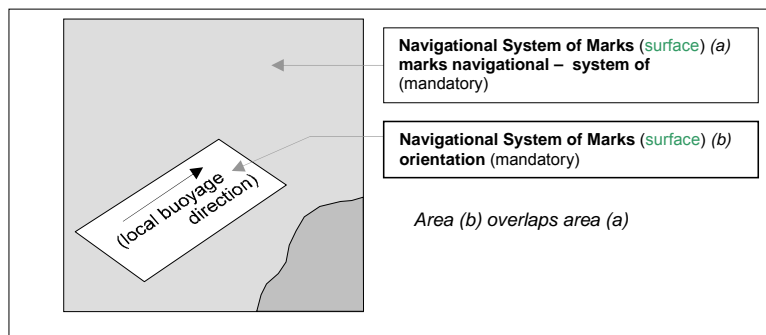 Navigational System of Marks (surface) (a)
marks navigational – system of
(mandatory)
Navigational System of Marks (surface) (b)
orientation (mandatory)
(local buoyage
direction)
Area (b) overlaps area (a)